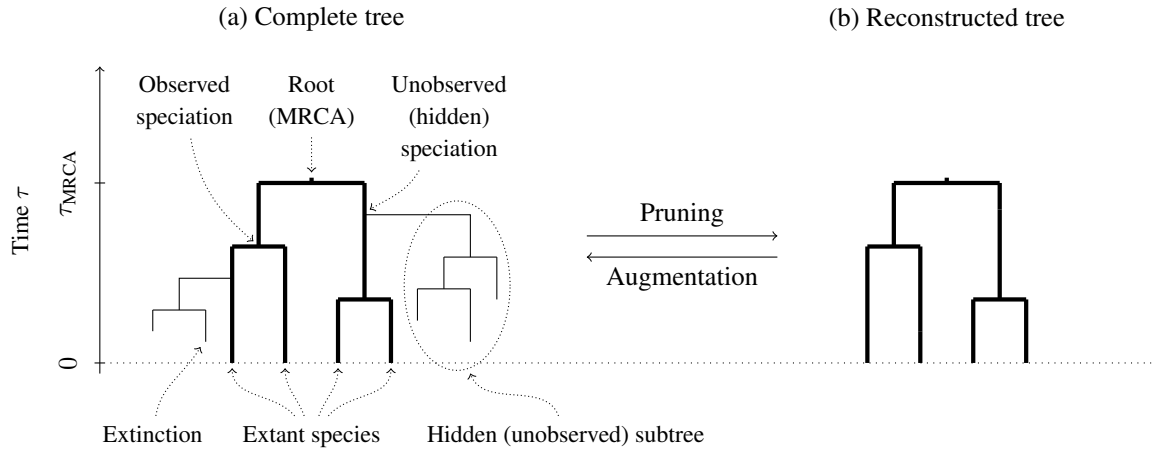 (a) Complete tree
(b) Reconstructed tree
Observed
speciation
Root
(MRCA)
Unobserved
(hidden)
speciation
Time τ
τMRCA
0
Pruning
Augmentation
Extinction
Extant species
Hidden (unobserved) subtree